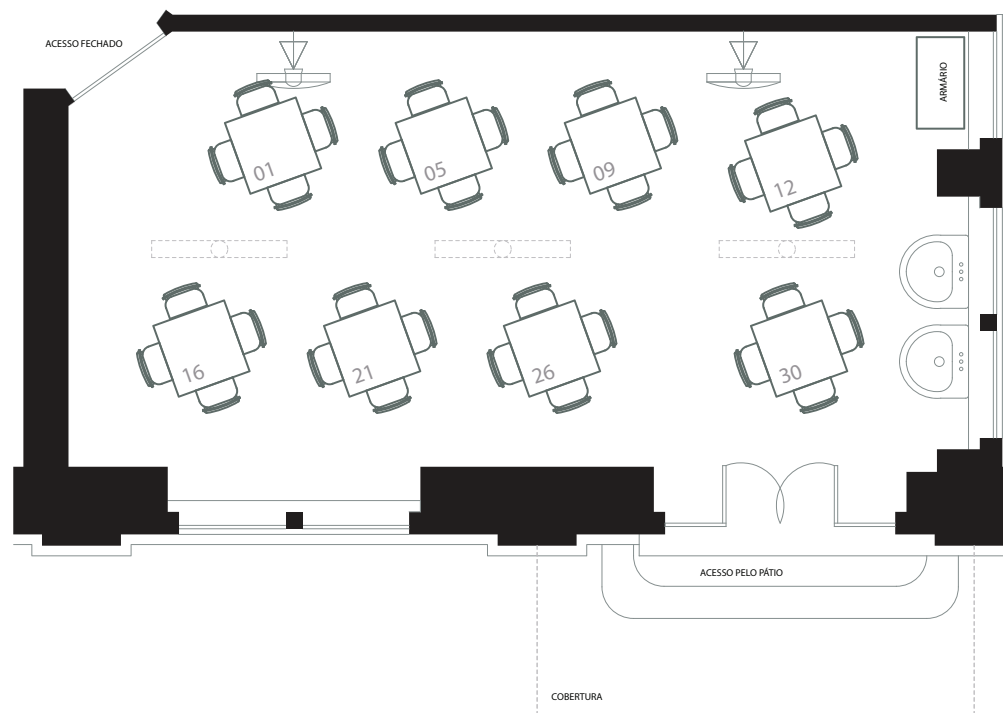 ACESSO FECHADO
ARMÁRIO
01
05
09
12
16
21
26
30
ACESSO PELO PÁTIO
COBERTURA